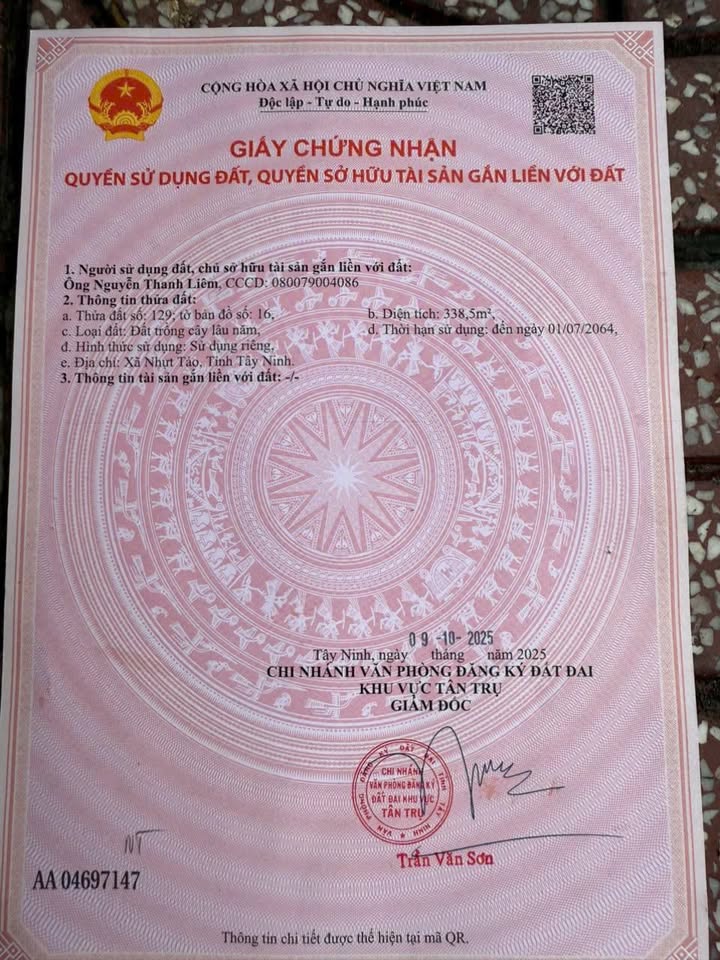 CỘNG HÒA XÃ HỘI CHỦ NGHĨA VIỆT NAM
Độc lập - Tự do - Hạnh phúc
GIẤY CHỨNG NHẬN
QUYỀN SỬ DỤNG ĐẤT, QUYỀN SỞ HỮU TÀI SẢN GẮN LIỀN VỚI ĐẤT
1. Người sử dụng đất, chủ sở hữu tài sản gắn liền với đất:
Ông Nguyễn Thanh Liêm, CCCD: 080079004086
2. Thông tin thửa đất:
a. Thửa đất số: 129; tờ bản đồ số: 16, b. Diện tích: 338,5m²,
c. Loại đất: Đất trồng cây lâu năm, d. Thời hạn sử dụng: đến ngày 01/07/2064,
đ. Hình thức sử dụng: Sử dụng riêng,
e. Địa chỉ: Xã Nhựt Tảo, Tỉnh Tây Ninh.
3. Thông tin tài sản gắn liền với đất: -/-
09 -10- 2025
Tây Ninh, ngày tháng năm 2025
CHI NHÁNH VĂN PHÒNG ĐĂNG KÝ ĐẤT ĐAI
KHU VỰC TÂN TRỤ
GIÁM ĐỐC
CHI NHÁNH
VĂN PHÒNG ĐĂNG KÝ
ĐẤT ĐAI KHU VỰC
TÂN TRỤ
Trần Văn Sơn
NT
AA 04697147
Thông tin chi tiết được thể hiện tại mã QR.